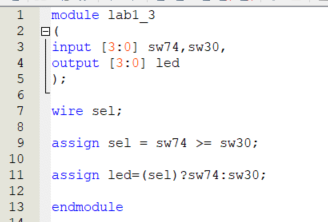 1 module lab1_3
2 (
3 input [3:0] sw74,sw30,
4 output [3:0] led
5 );
6
7 wire sel;
8
9 assign sel = sw74 >= sw30;
10
11 assign led=(sel)?sw74:sw30;
12
13 endmodule